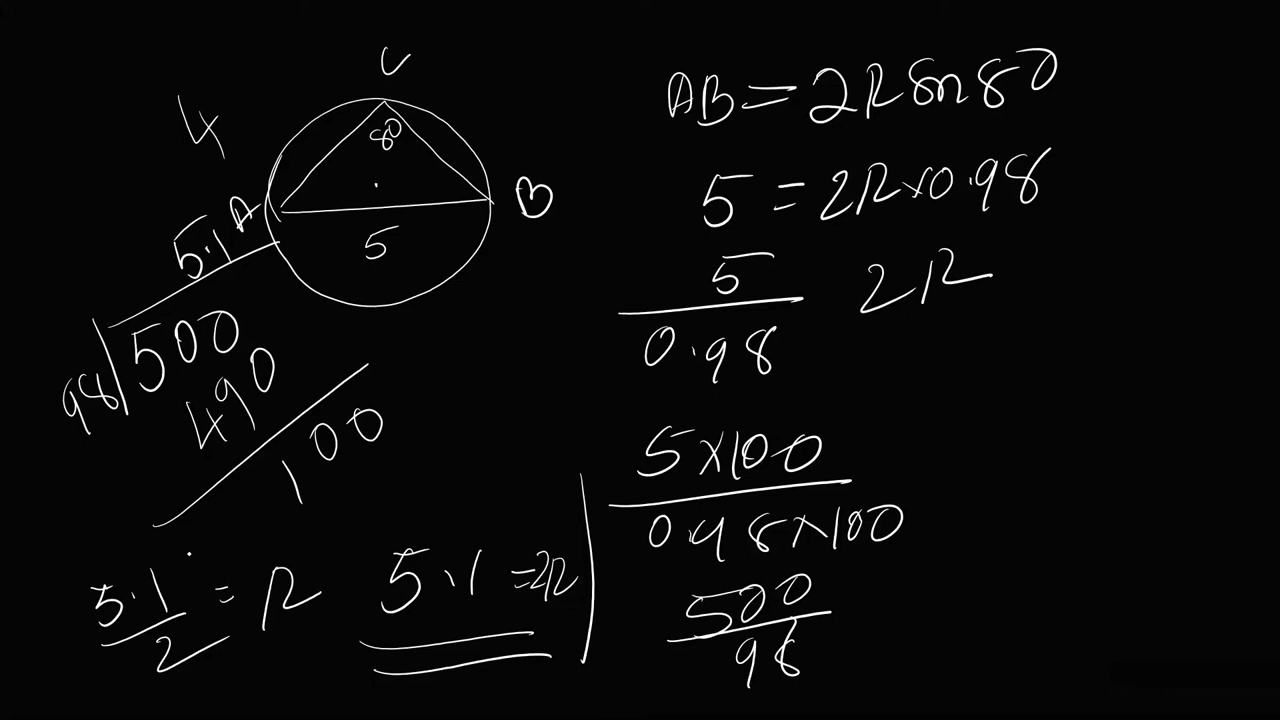 4
C
80
A
B
5
5.1
98 500
490
100
5.1/2 = R
5.1 = 2R
AB = 2R Sin 80
5 = 2R × 0.98
5/0.98 2R
5×100
0.98×100
500
98